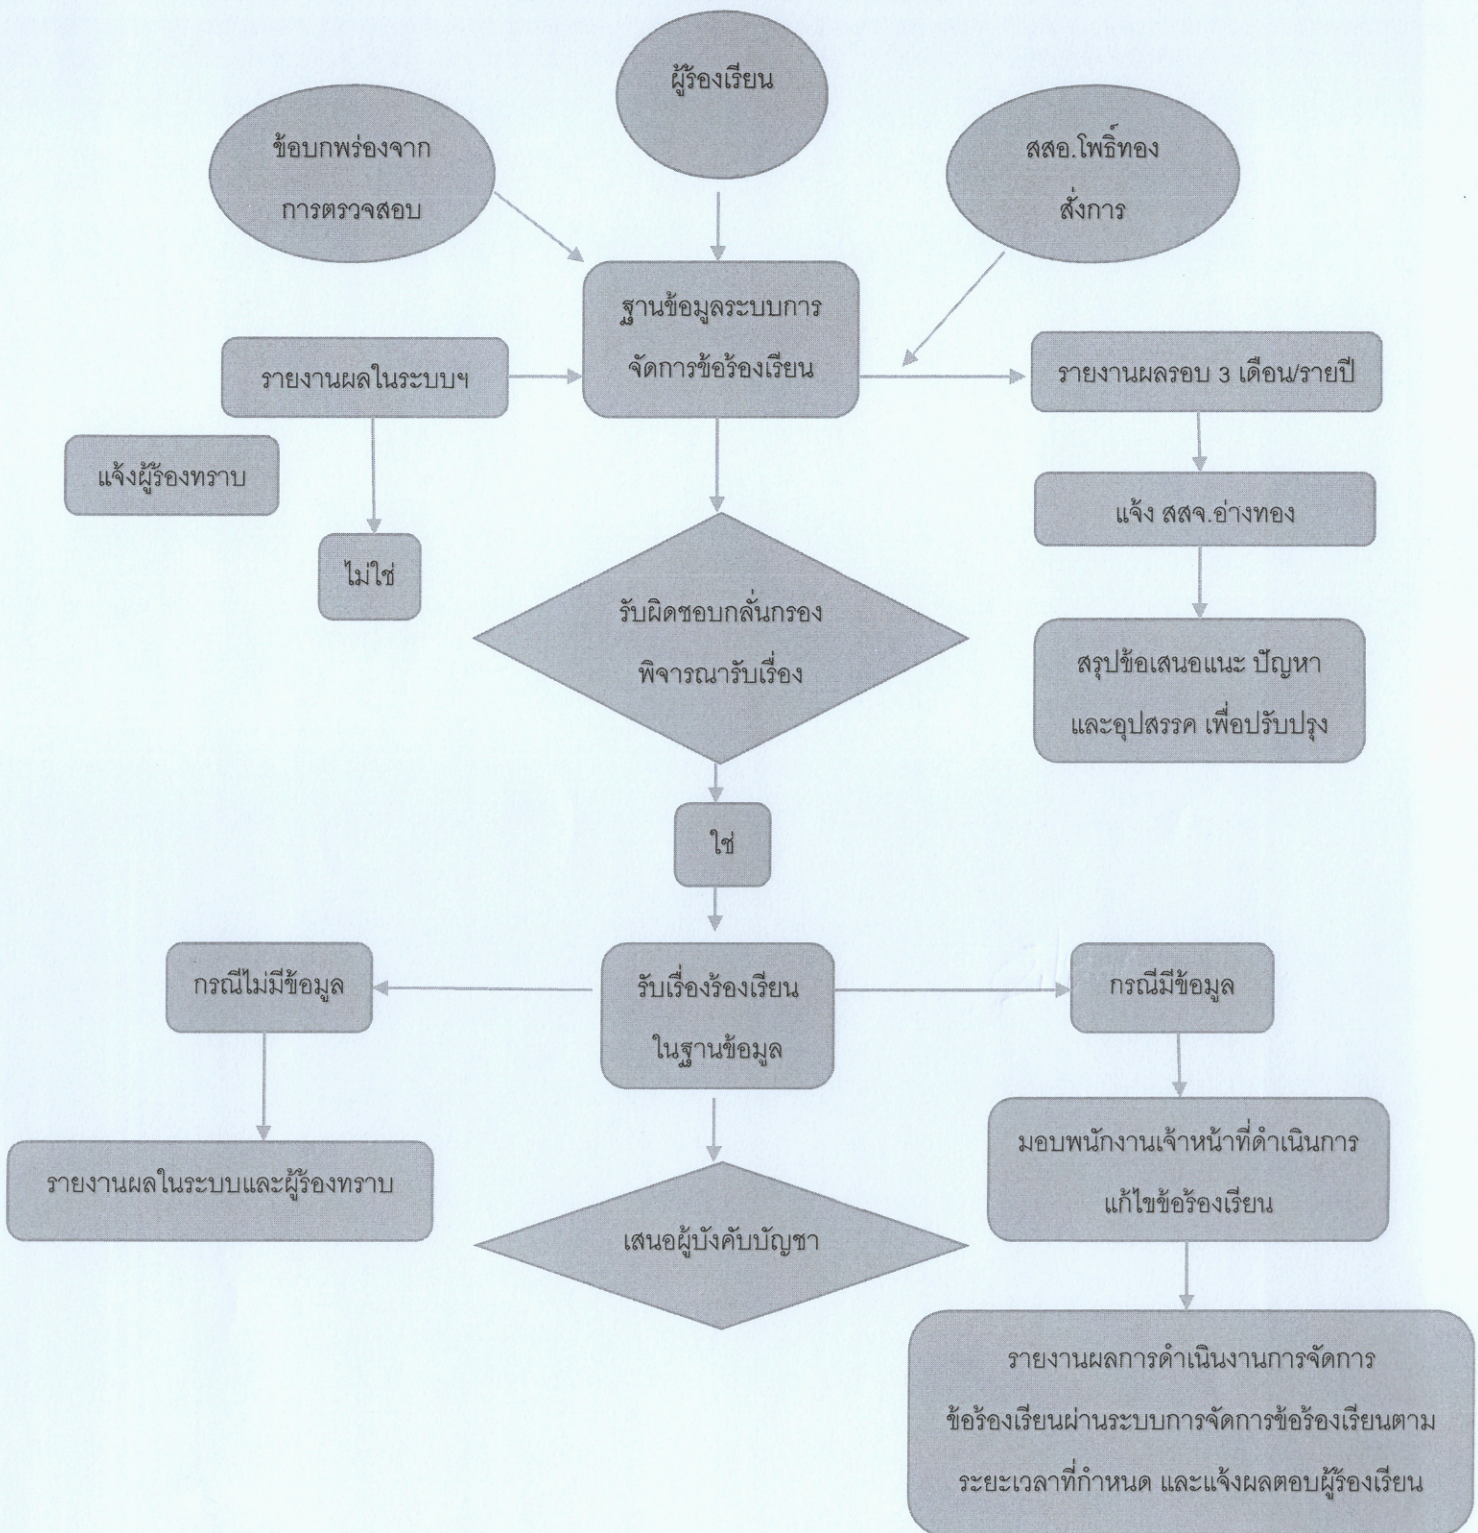 ผู้ร้องเรียน
ข้อบกพร่องจาก
การตรวจสอบ
สสอ.โพธิ์ทอง
สั่งการ
ฐานข้อมูลระบบการ
จัดการข้อร้องเรียน
รายงานผลในระบบฯ
รายงานผลรอบ 3 เดือน/รายปี
แจ้งผู้ร้องทราบ
แจ้ง สสจ.อ่างทอง
ไม่ใช่
รับผิดชอบกลั่นกรอง
พิจารณารับเรื่อง
สรุปข้อเสนอแนะ ปัญหา
และอุปสรรค เพื่อปรับปรุง
ใช่
กรณีไม่มีข้อมูล
รับเรื่องร้องเรียน
ในฐานข้อมูล
กรณีมีข้อมูล
รายงานผลในระบบและผู้ร้องทราบ
เสนอผู้บังคับบัญชา
มอบพนักงานเจ้าหน้าที่ดำเนินการ
แก้ไขข้อร้องเรียน
รายงานผลการดำเนินงานการจัดการ
ข้อร้องเรียนผ่านระบบการจัดการข้อร้องเรียนตาม
ระยะเวลาที่กำหนด และแจ้งผลตอบผู้ร้องเรียน